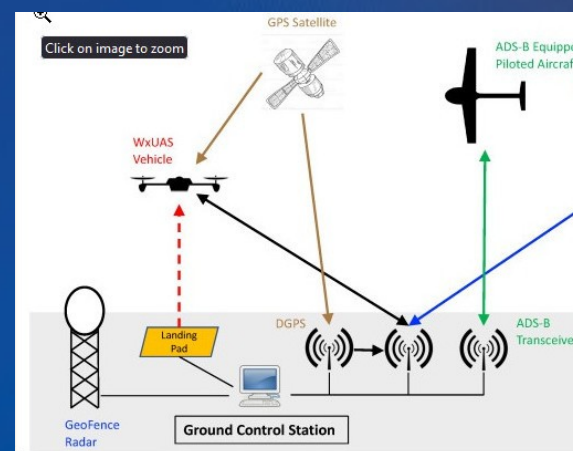 GPS Satellite
Click on image to zoom
ADS-B Equippe
Piloted Aircraf
WxUAS
Vehicle
Landing
Pad
DGPS
ADS-B
Transceive
GeoFence
Radar
Ground Control Station